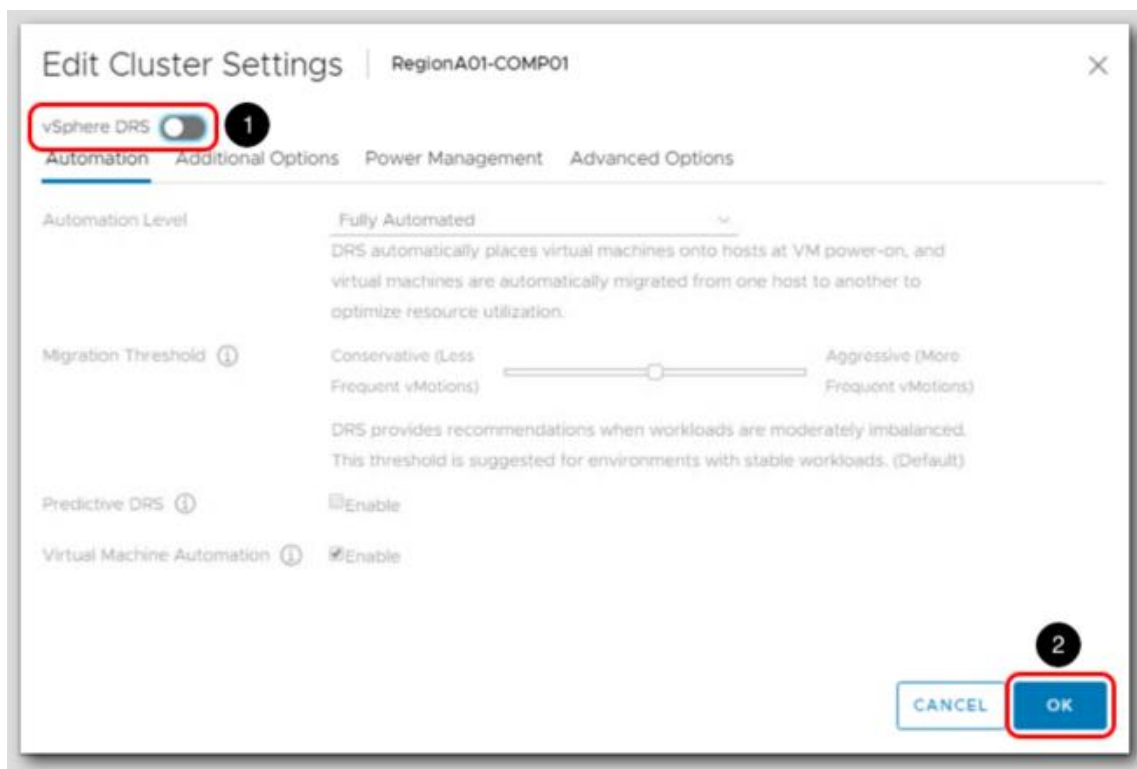 Edit Cluster Settings | RegionA01-COMP01
vSphere DRS 1
Automation Additional Options Power Management Advanced Options
Automation Level Fully Automated
DRS automatically places virtual machines onto hosts at VM power-on, and
virtual machines are automatically migrated from one host to another to
optimize resource utilization.
Migration Threshold Conservative (Less Aggressive (More
Frequent vMotions) Frequent vMotions)
DRS provides recommendations when workloads are moderately imbalanced.
This threshold is suggested for environments with stable workloads. (Default)
Predictive DRS Enable
Virtual Machine Automation Enable
2
CANCEL OK